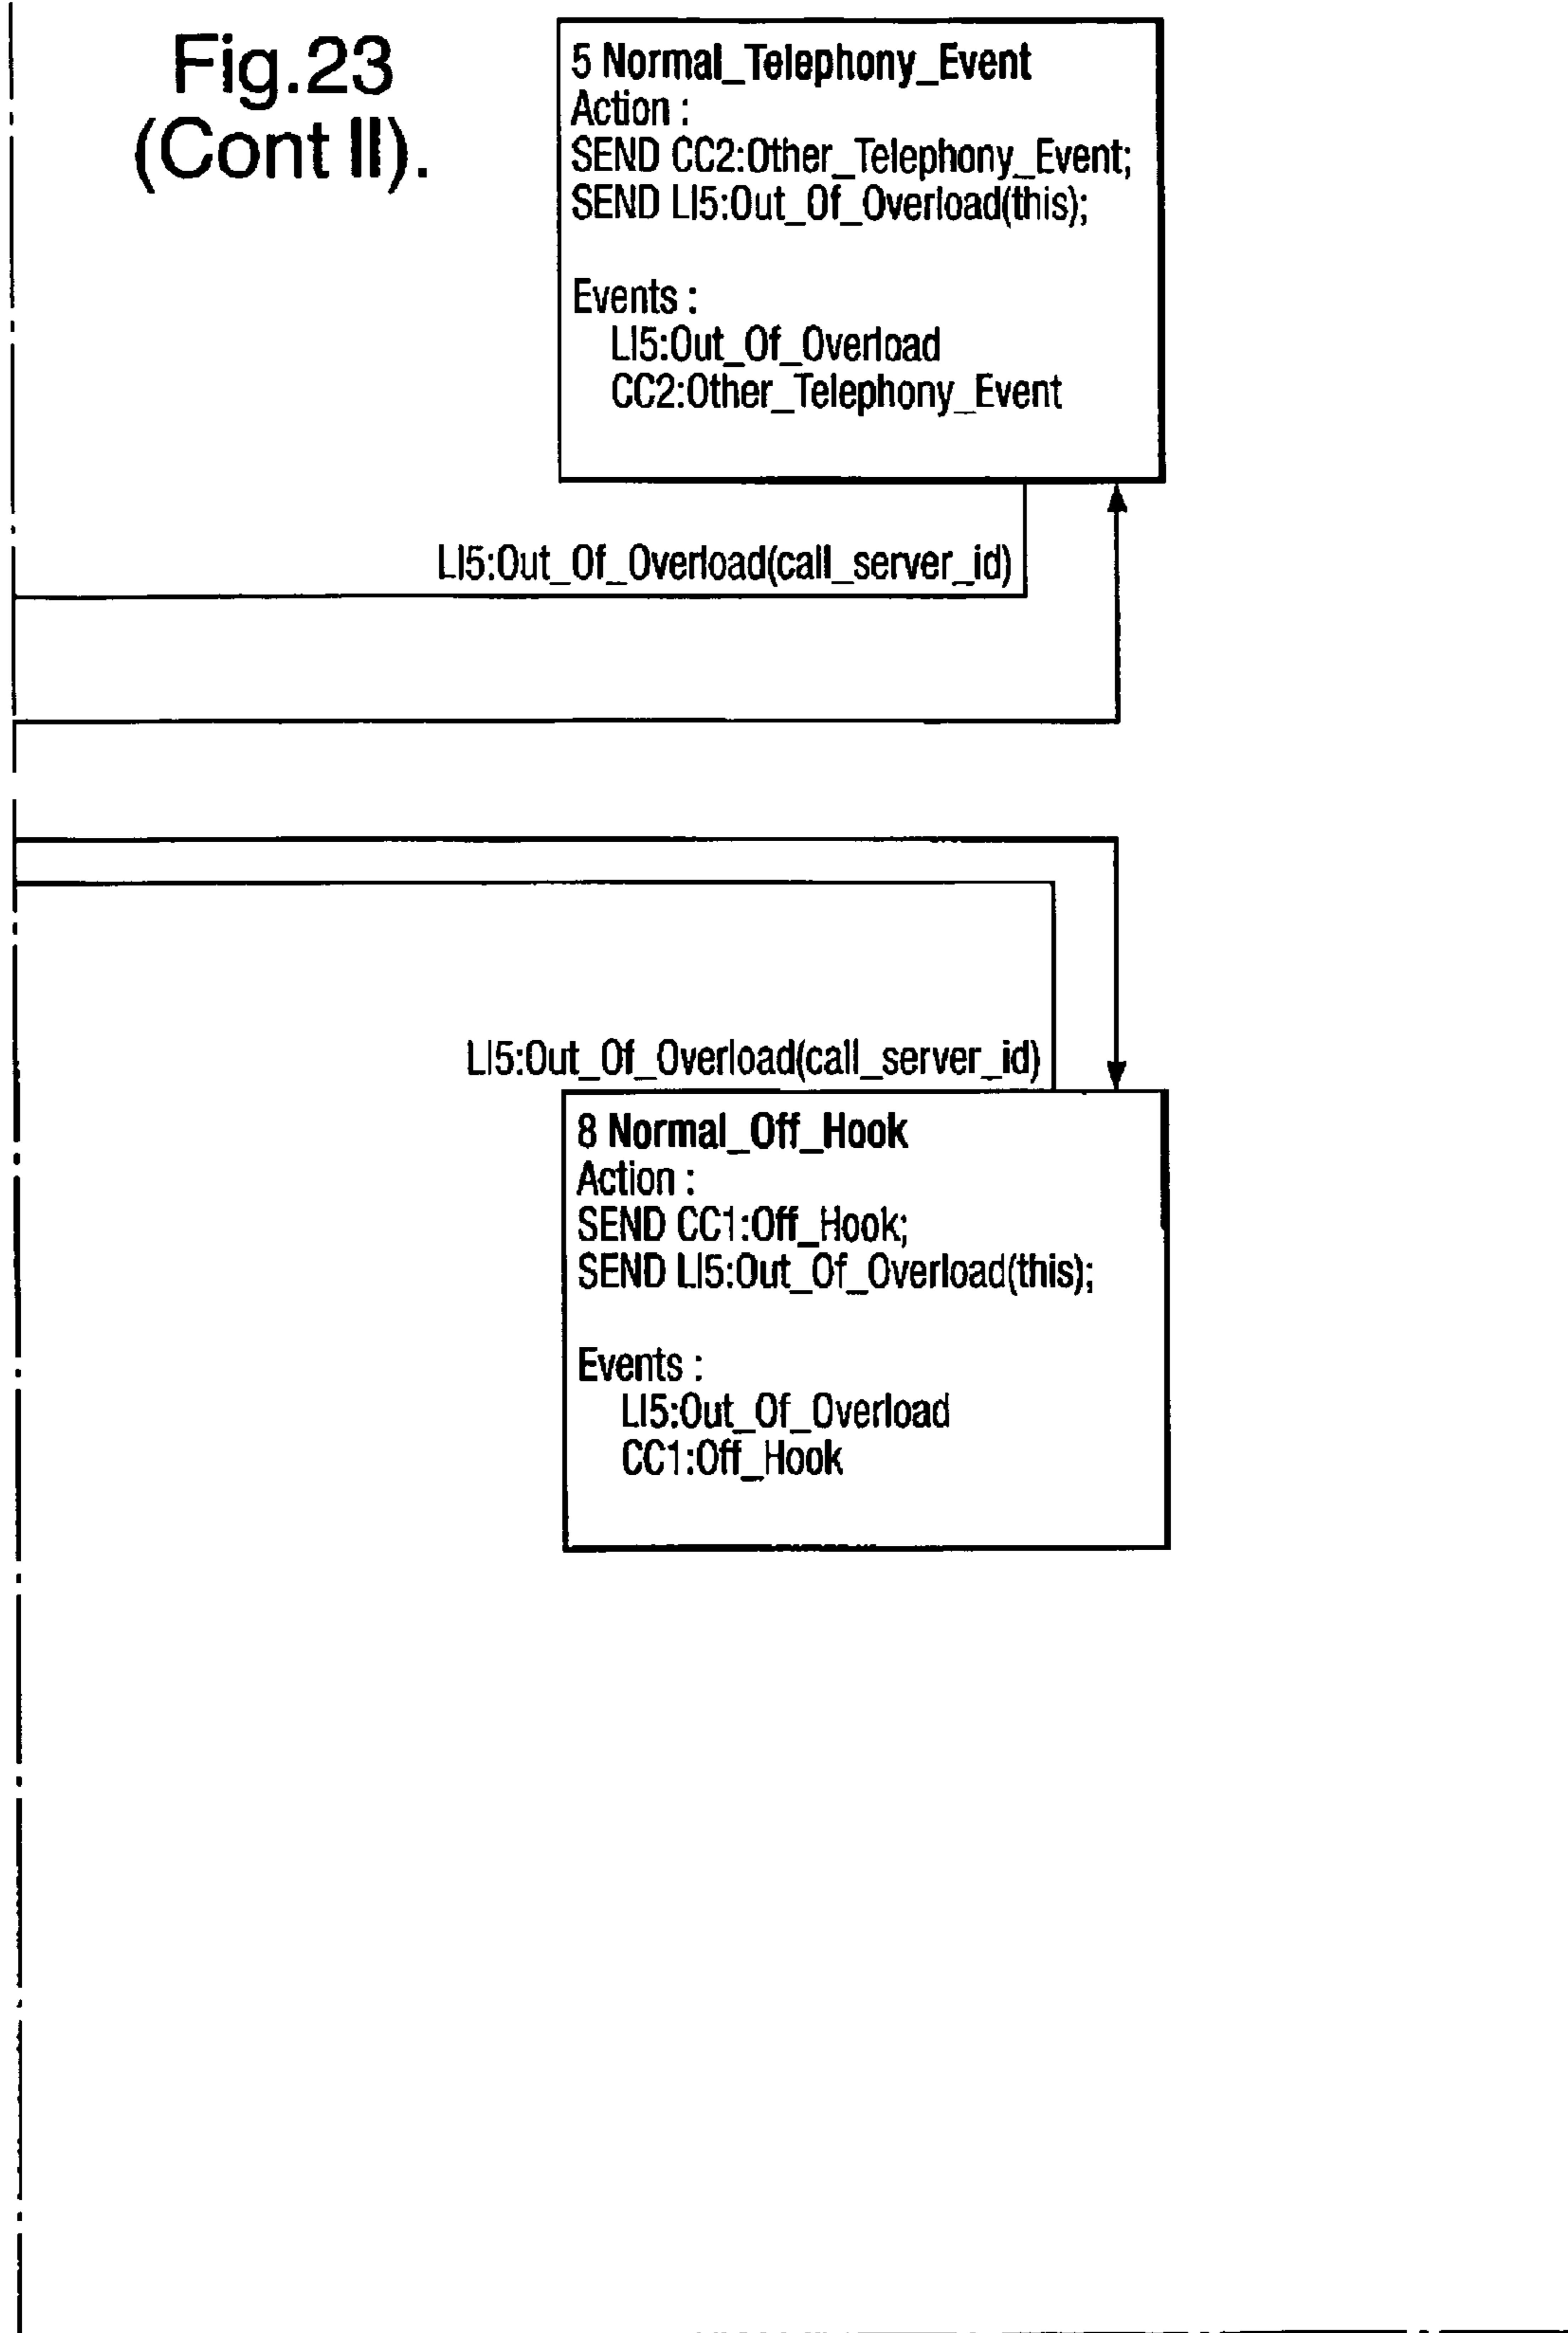 Fig.23
(Cont II).
5 Normal_Telephony_Event
Action :
SEND CC2:Other_Telephony_Event;
SEND LI5:Out_Of_Overload(this);
Events :
LI5:Out_Of_Overload
CC2:Other_Telephony_Event
LI5:Out_Of_Overload(call_server_id)
LI5:Out_Of_Overload(call_server_id)
8 Normal_Off_Hook
Action :
SEND CC1:Off_Hook;
SEND LI5:Out_Of_Overload(this);
Events :
LI5:Out_Of_Overload
CC1:Off_Hook